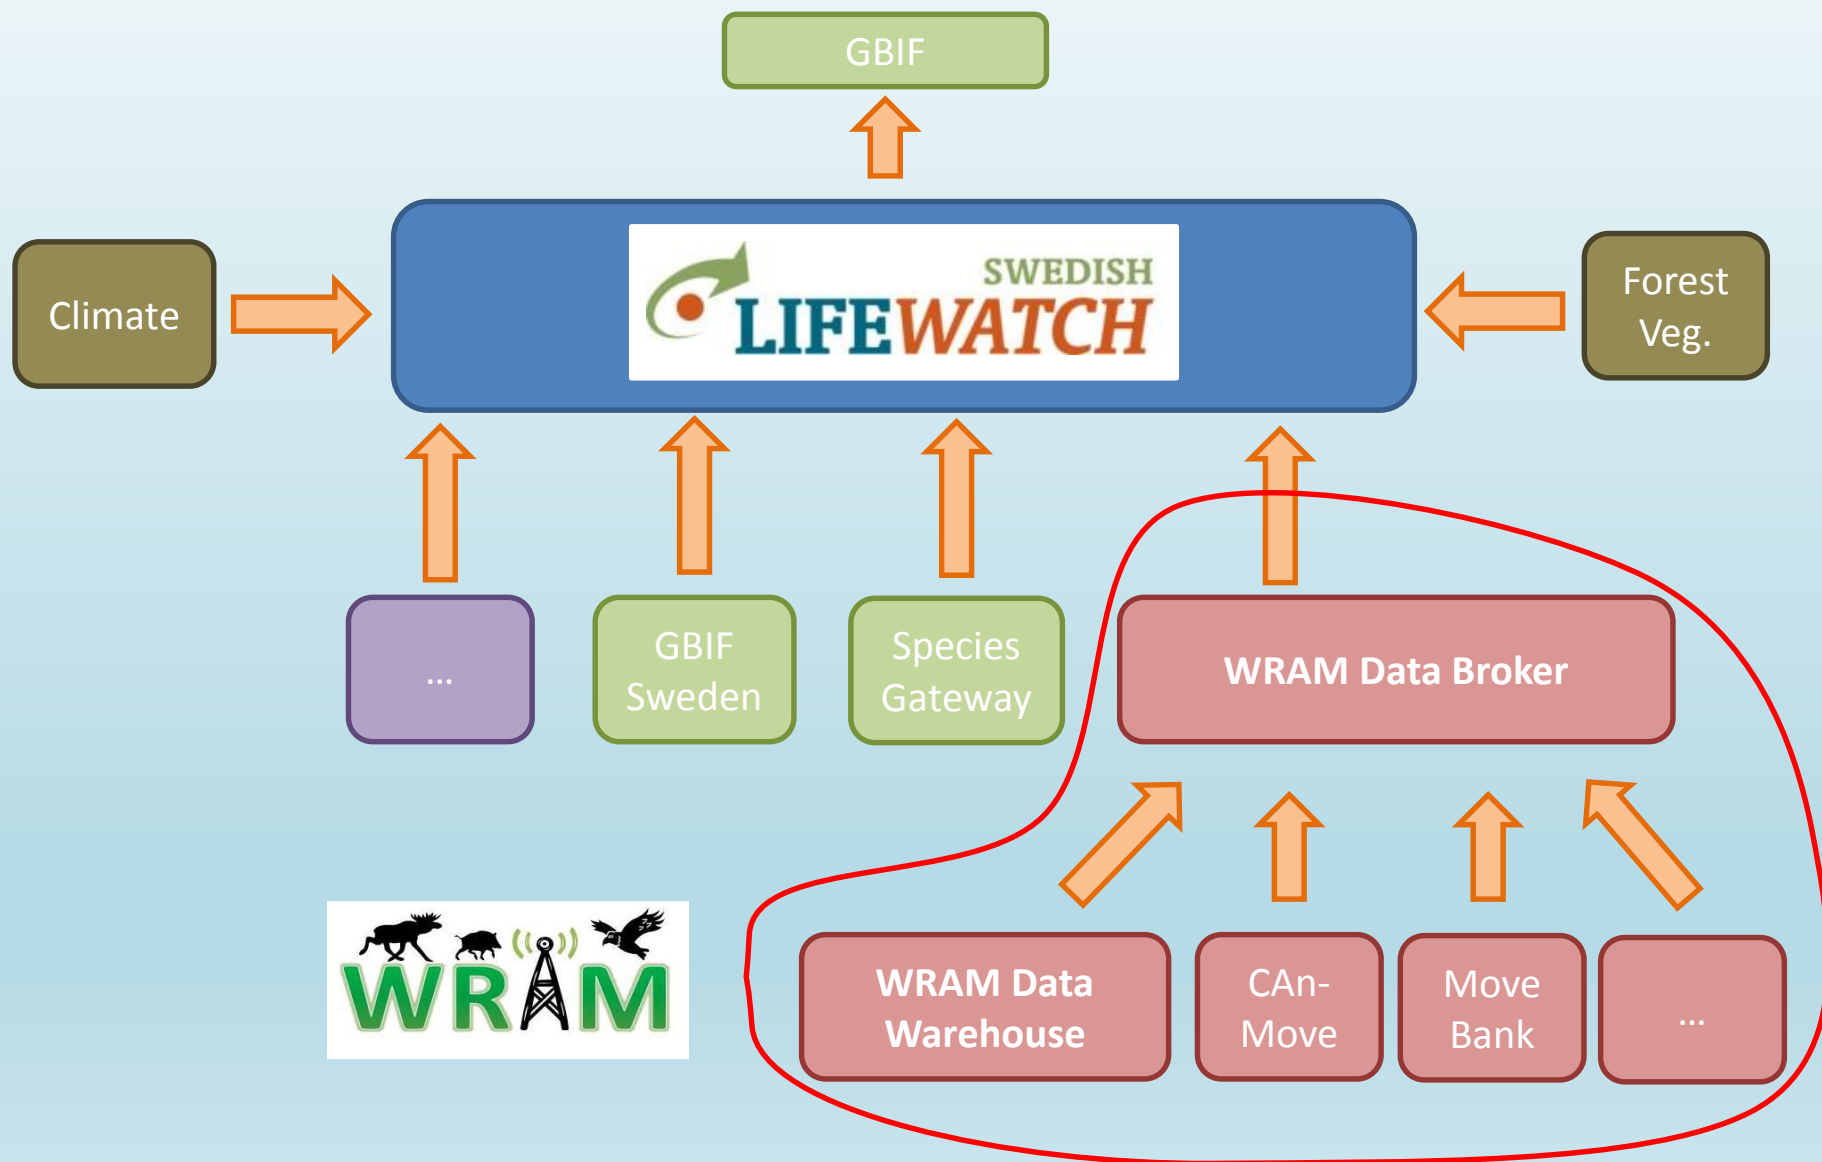 GBIF
Climate
SWEDISH
LIFEWATCH
Forest
Veg.
...
GBIF
Sweden
Species
Gateway
WRAM Data Broker
WRAM
WRAM Data
Warehouse
CAn-
Move
Move
Bank
...